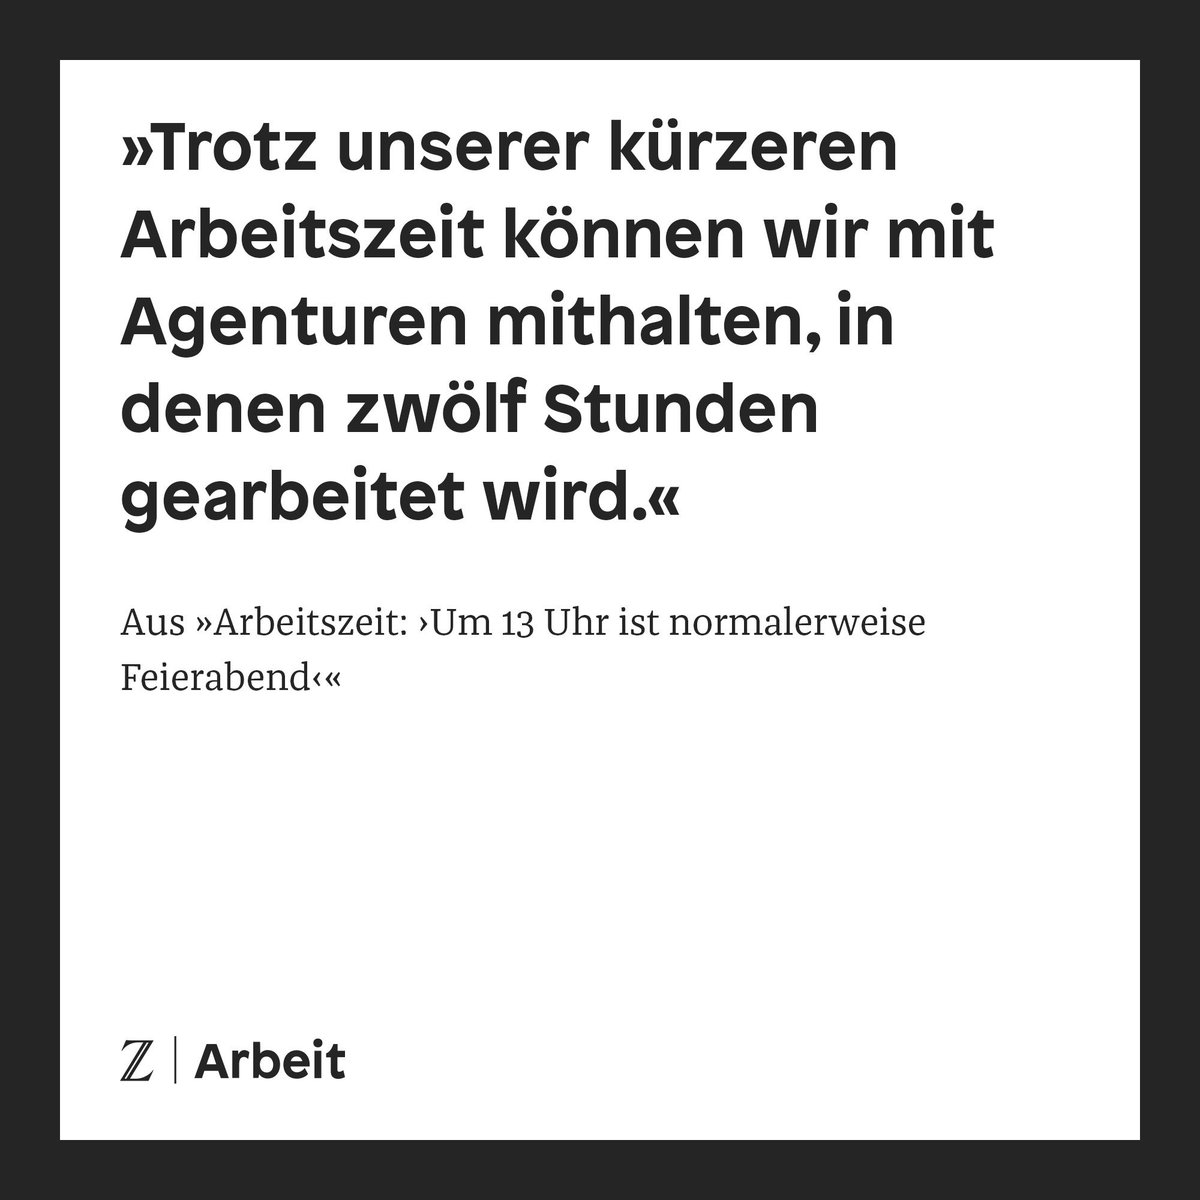 »Trotz unserer kürzeren
Arbeitszeit können wir mit
Agenturen mithalten, in
denen zwölf Stunden
gearbeitet wird.«
Aus »Arbeitszeit: ›Um 13 Uhr ist normalerweise
Feierabend‹«
Z | Arbeit